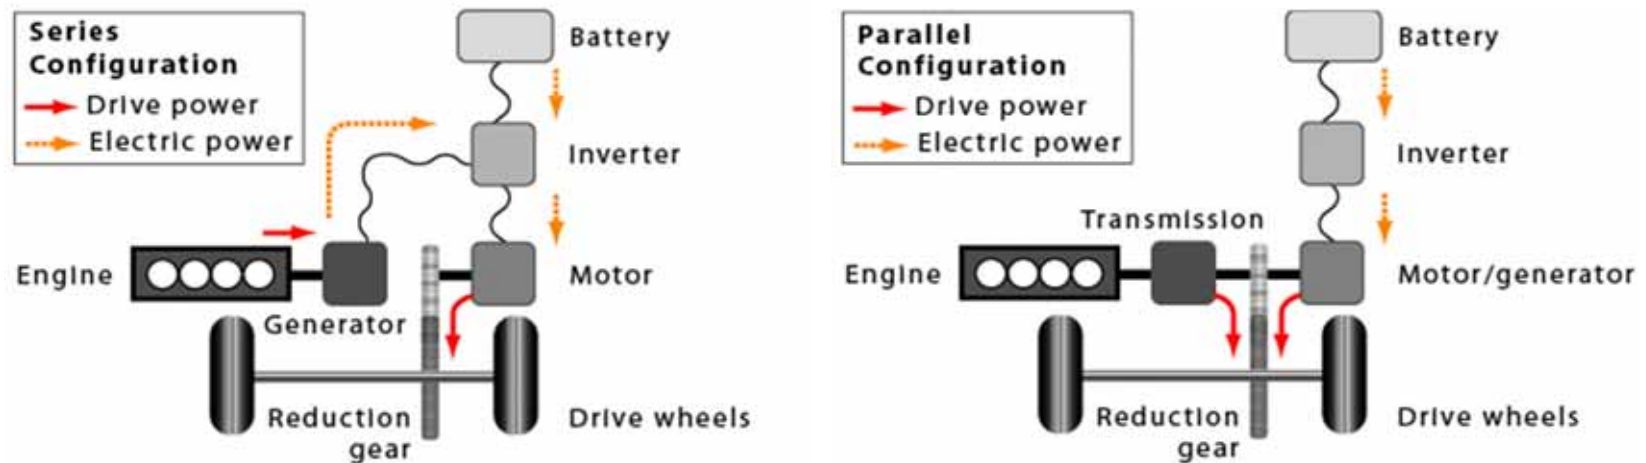 Series
Configuration
Drive power
Electric power
Battery
Inverter
Engine
Motor
Generator
Reduction
gear
Drive wheels
Parallel
Configuration
Drive power
Electric power
Battery
Inverter
Transmission
Engine
Motor/generator
Reduction
gear
Drive wheels